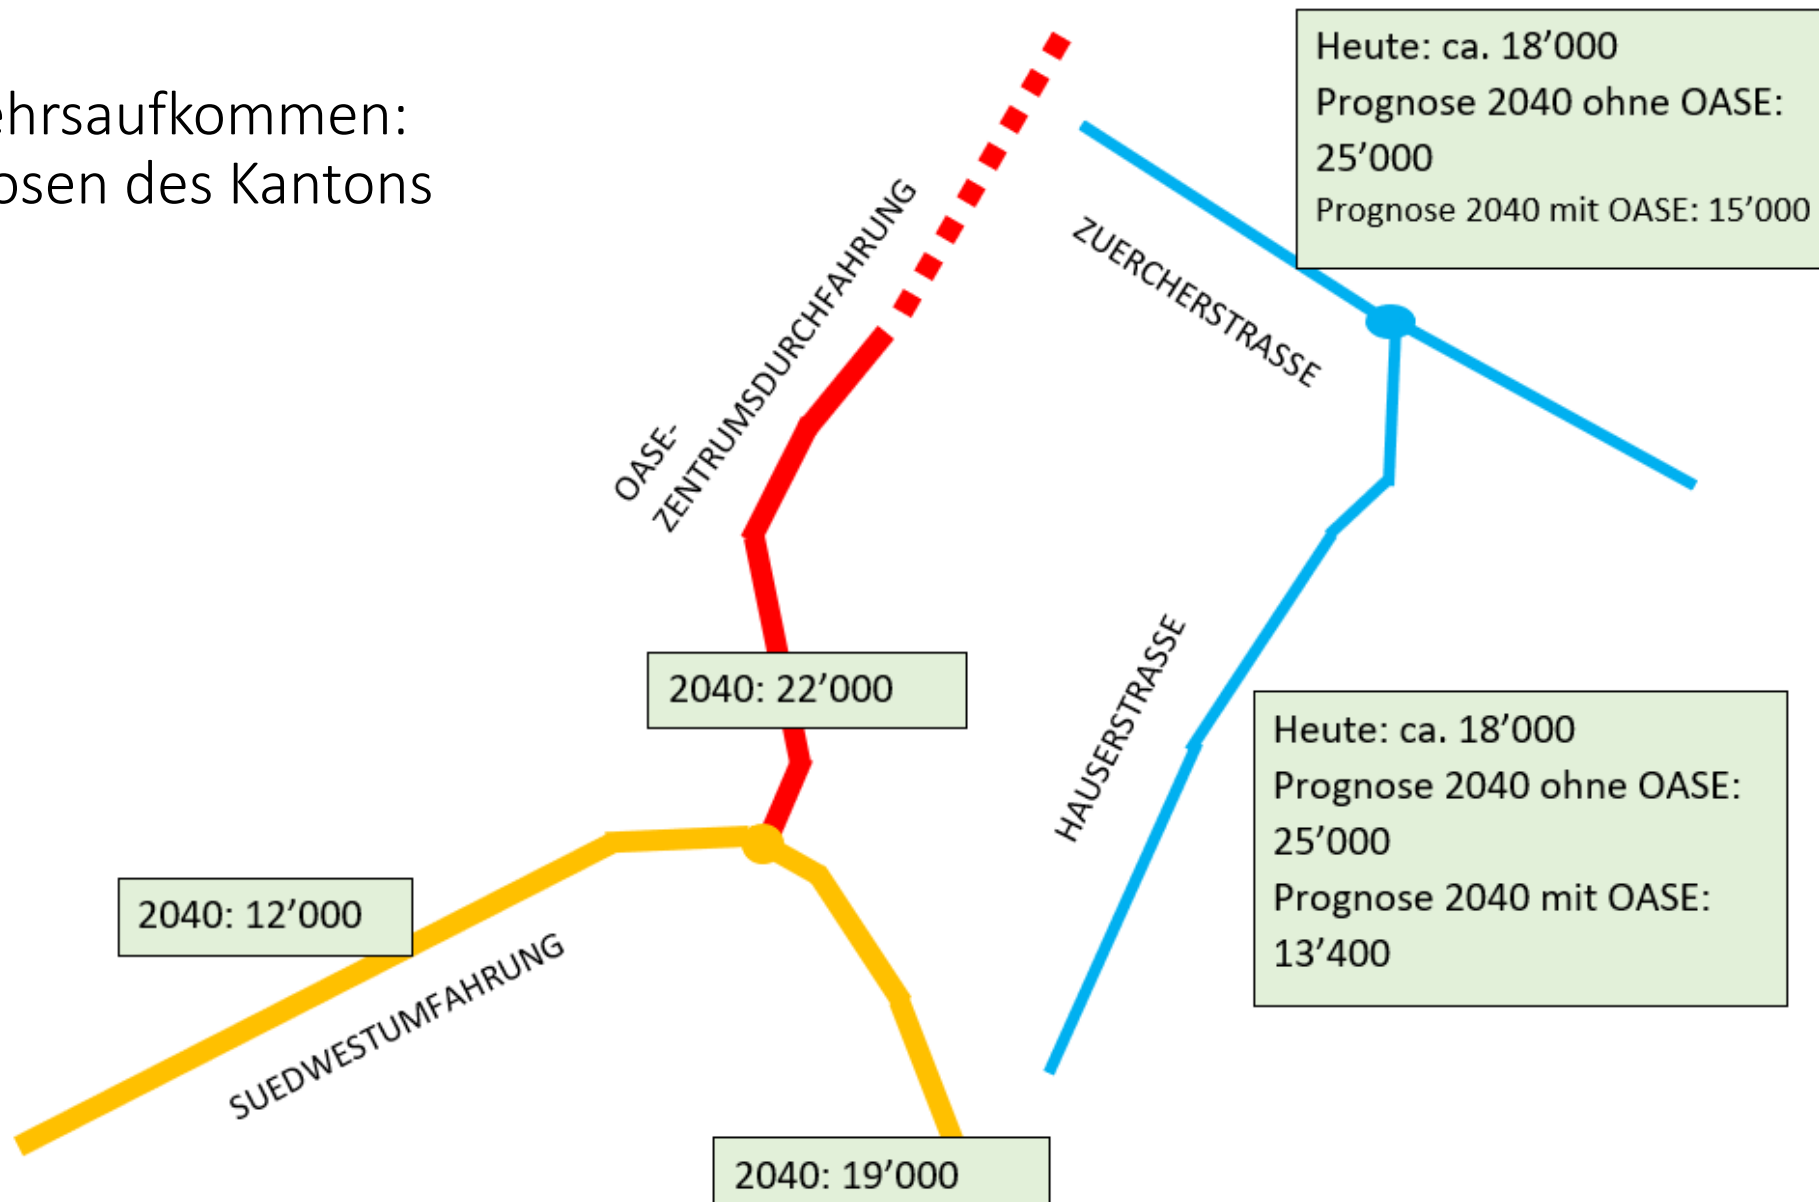 ehrsaufkommen:
osen des Kantons
Heute: ca. 18’000
Prognose 2040 ohne OASE:
25’000
Prognose 2040 mit OASE: 15’000
ZUERCHERSTRASSE
OASE-
ZENTRUMSDURCHFAHRUNG
2040: 22’000
HAUSERSTRASSE
Heute: ca. 18’000
Prognose 2040 ohne OASE:
25’000
Prognose 2040 mit OASE:
13’400
2040: 12’000
SUEDWESTUMFAHRUNG
2040: 19’000